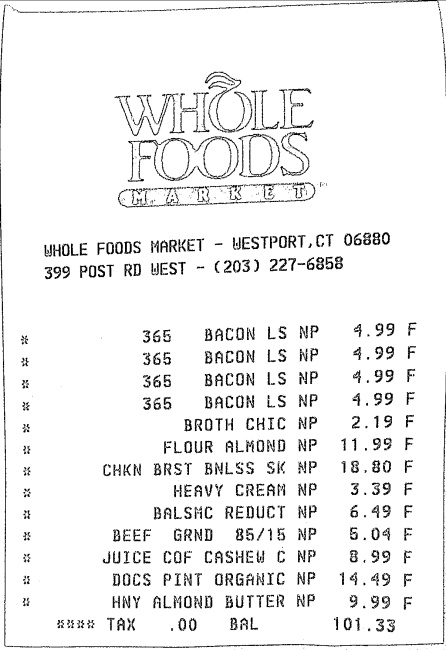 WHOLE
FOODS
MARKET
WHOLE FOODS MARKET - WESTPORT,CT 06880
399 POST RD WEST - (203) 227-6858
* 365 BACON LS NP 4.99 F
* 365 BACON LS NP 4.99 F
* 365 BACON LS NP 4.99 F
* 365 BACON LS NP 4.99 F
* BROTH CHIC NP 2.19 F
* FLOUR ALMOND NP 11.99 F
* CHKN BRST BNLSS SK NP 18.80 F
* HEAVY CREAM NP 3.39 F
* BALSMC REDUCT NP 6.49 F
* BEEF GRND 85/15 NP 5.04 F
* JUICE COF CASHEW C NP 8.99 F
* DOCS PINT ORGANIC NP 14.49 F
* HNY ALMOND BUTTER NP 9.99 F
**** TAX .00 BAL 101.33